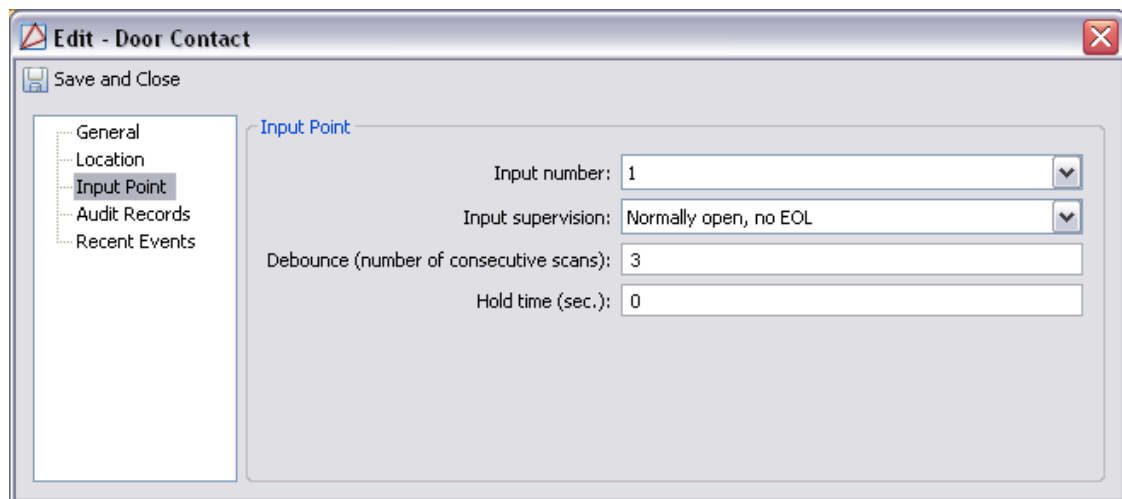 Edit - Door Contact
Save and Close
General
Location
Input Point
Audit Records
Recent Events
Input Point
Input number: 1
Input supervision: Normally open, no EOL
Debounce (number of consecutive scans): 3
Hold time (sec.): 0